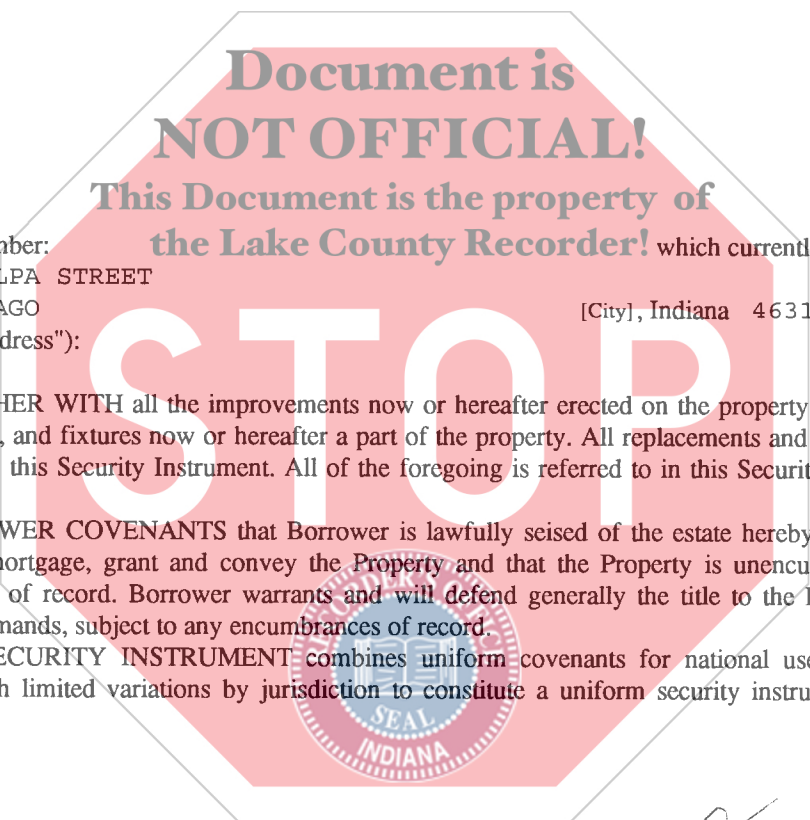 Document is
NOT OFFICIAL!
This Document is the property of
the Lake County Recorder!
mber: which currentl
LPA STREET
AGO [City], Indiana 4631
dress"):
STOP
HER WITH all the improvements now or hereafter erected on the property
, and fixtures now or hereafter a part of the property. All replacements and
this Security Instrument. All of the foregoing is referred to in this Securit
WER COVENANTS that Borrower is lawfully seised of the estate hereby
mortgage, grant and convey the Property and that the Property is unencu
of record. Borrower warrants and will defend generally the title to the
mands, subject to any encumbrances of record.
ECURITY INSTRUMENT combines uniform covenants for national use
h limited variations by jurisdiction to constitute a uniform security instru
RECORDER'S OFFICE
SEAL
INDIANA